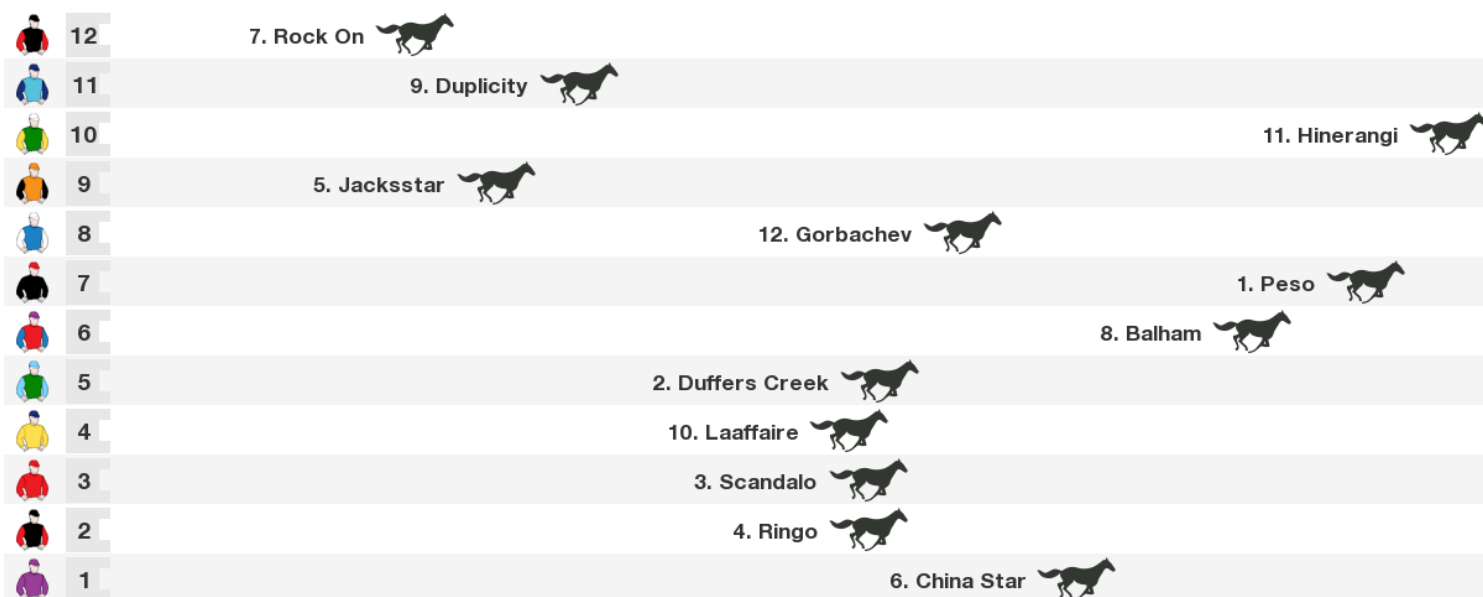 12 7. Rock On
11 9. Duplicity
10 11. Hinerangi
9 5. Jacksstar
8 12. Gorbachev
7 1. Peso
6 8. Balham
5 2. Duffers Creek
4 10. Laaffaire
3 3. Scandalo
2 4. Ringo
1 6. China Star